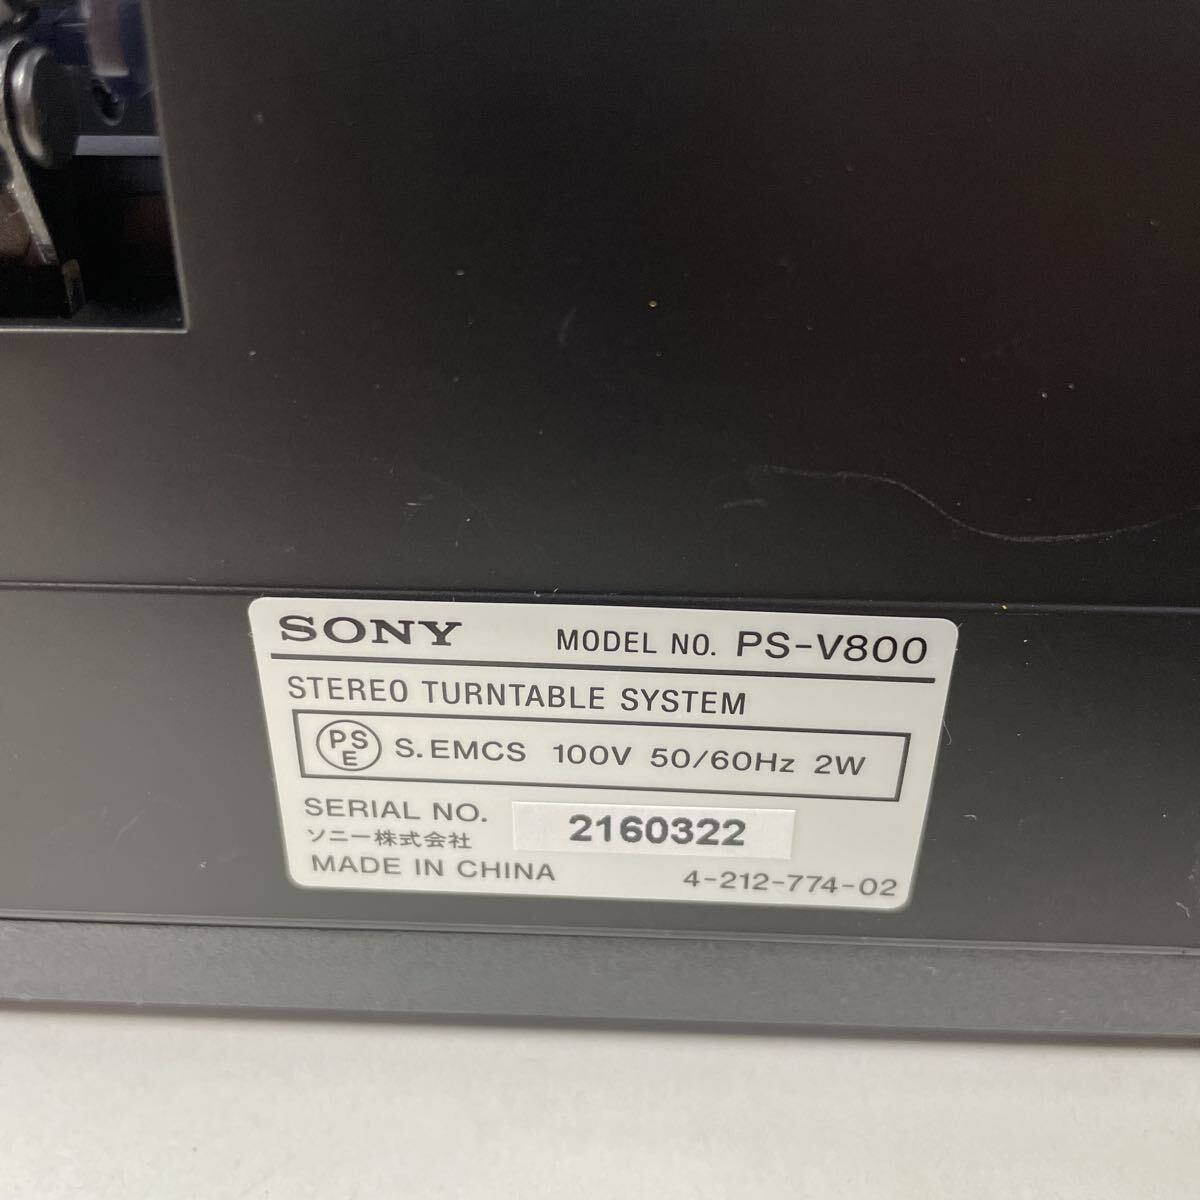 SONY MODEL NO. PS-V800
STEREO TURNTABLE SYSTEM
PSE S.EMCS 100V 50/60Hz 2W
SERIAL NO. 2160322
ソニー株式会社
MADE IN CHINA 4-212-774-02